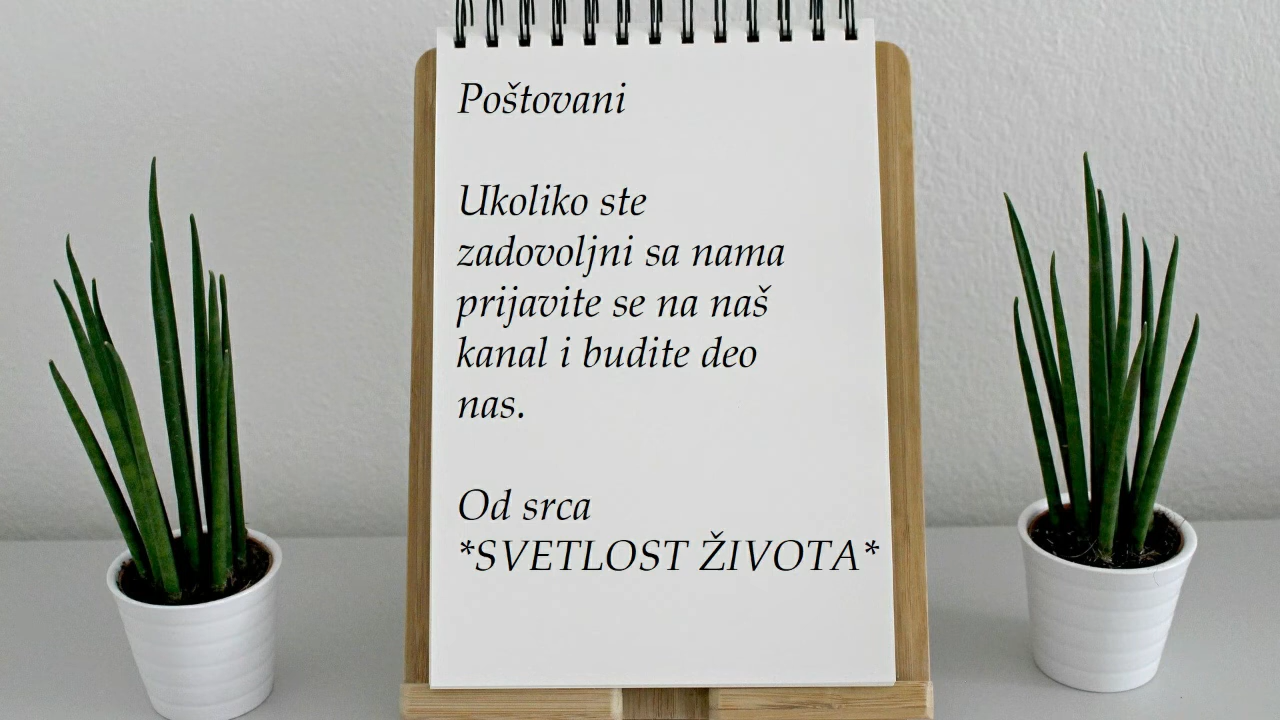 Poštovani
Ukoliko ste
zadovoljni sa nama
prijavite se na naš
kanal i budite deo
nas.
Od srca
*SVETLOST ŽIVOTA*